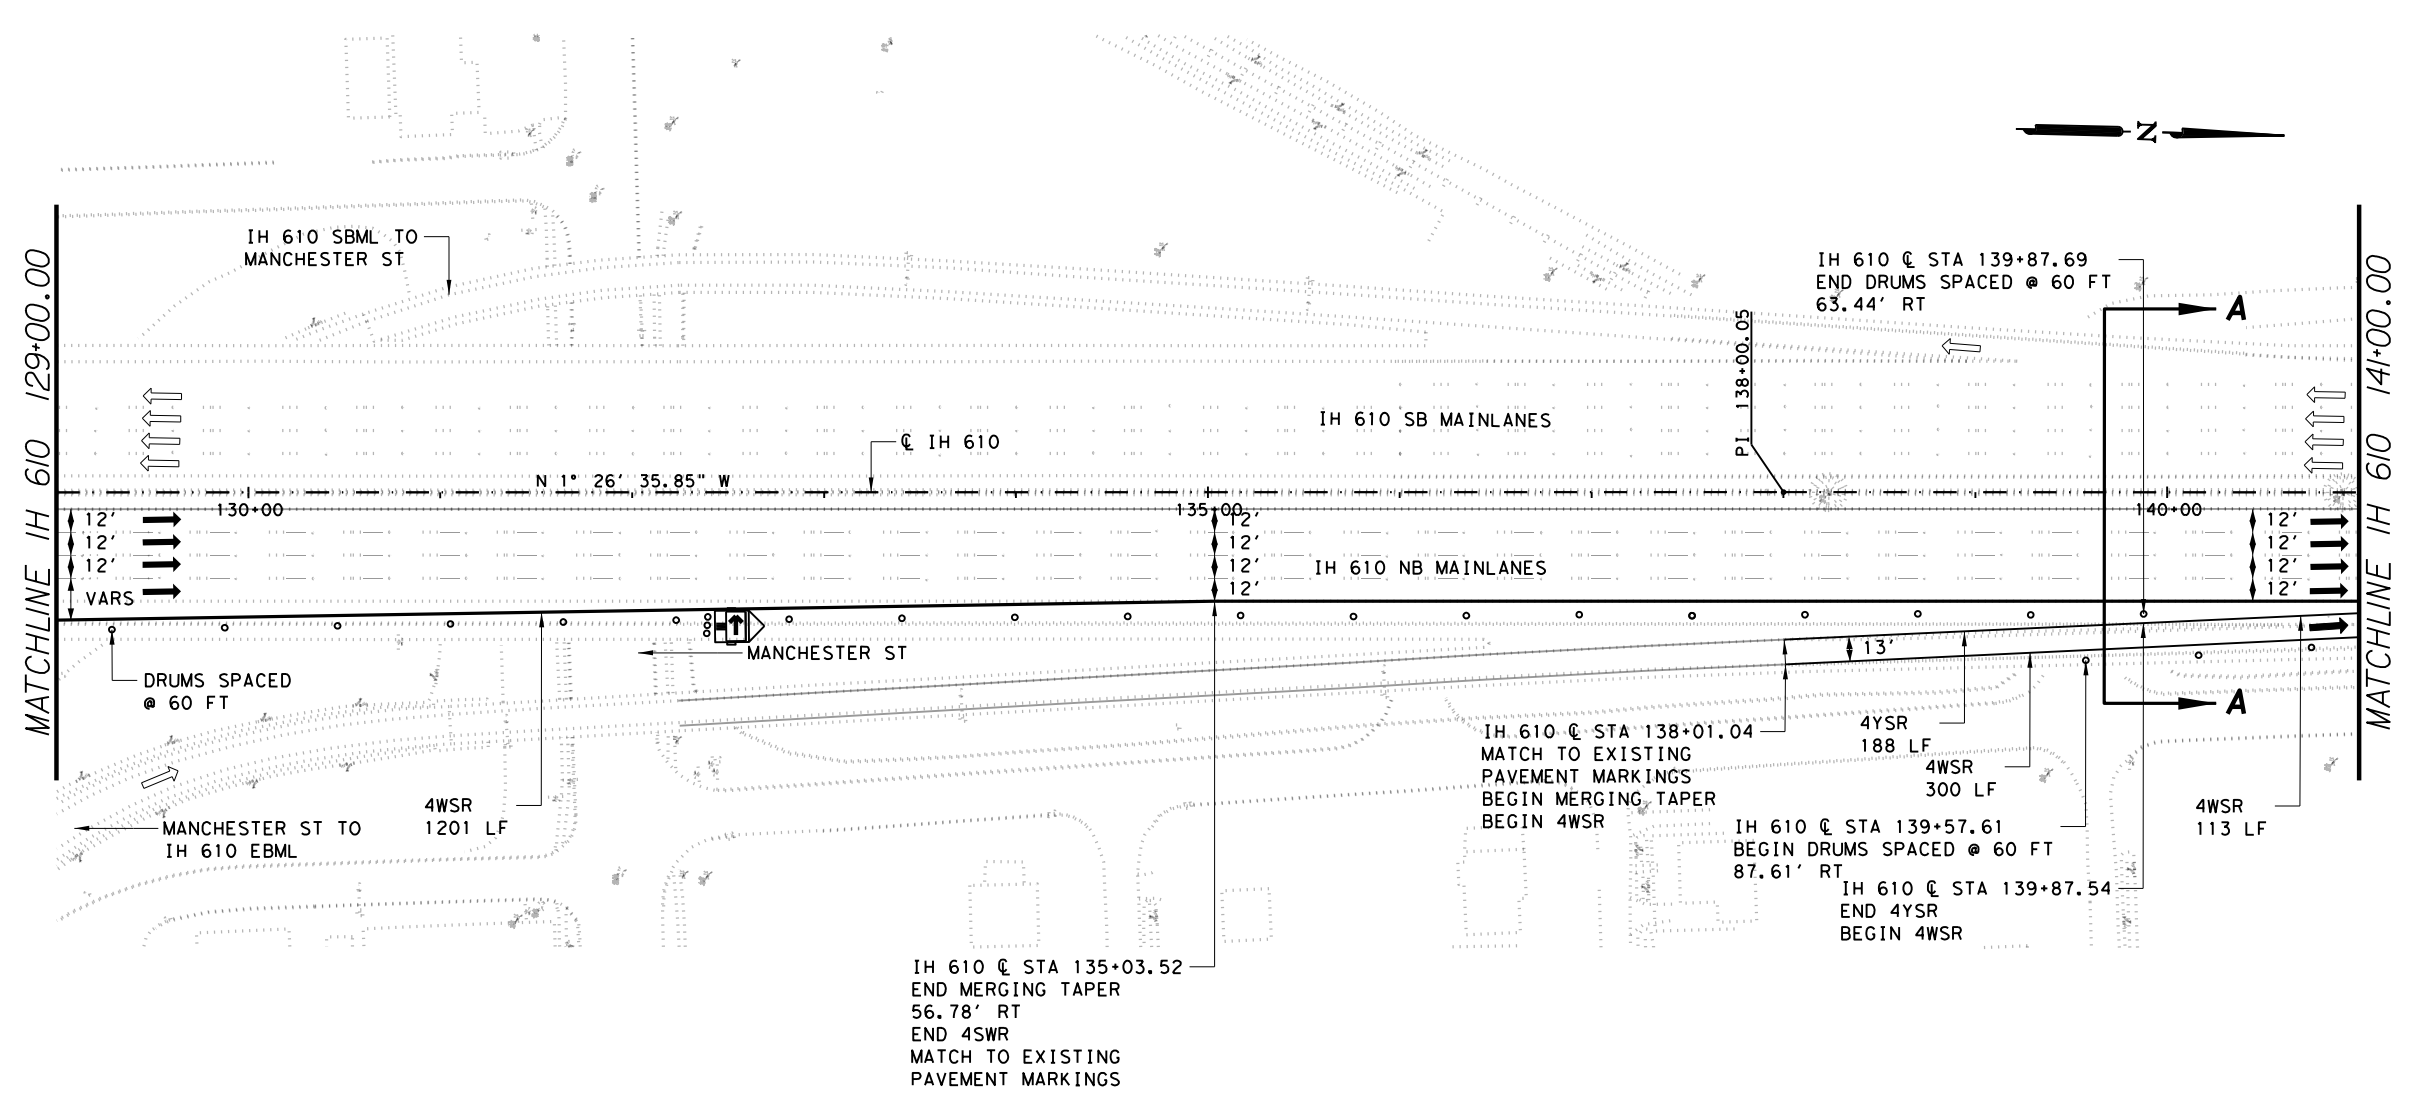 N
IH 610 SBML TO
MANCHESTER ST
IH 610 ℄ STA 139+87.69
END DRUMS SPACED @ 60 FT
63.44' RT
A
MATCHLINE IH 610 129+00.00
MATCHLINE IH 610 141+00.00
PI 138+00.05
IH 610 SB MAINLANES
℄ IH 610
N 1° 26' 35.85" W
130+00
135+00
140+00
12'
12'
12'
VARS
12'
12'
12'
12'
IH 610 NB MAINLANES
12'
12'
12'
12'
MANCHESTER ST
13'
DRUMS SPACED
@ 60 FT
A
4WSR
1201 LF
MANCHESTER ST TO
IH 610 EBML
IH 610 ℄ STA 138+01.04
MATCH TO EXISTING
PAVEMENT MARKINGS
BEGIN MERGING TAPER
BEGIN 4WSR
4YSR
188 LF
4WSR
300 LF
4WSR
113 LF
IH 610 ℄ STA 139+57.61
BEGIN DRUMS SPACED @ 60 FT
87.61' RT
IH 610 ℄ STA 139+87.54
END 4YSR
BEGIN 4WSR
IH 610 ℄ STA 135+03.52
END MERGING TAPER
56.78' RT
END 4SWR
MATCH TO EXISTING
PAVEMENT MARKINGS